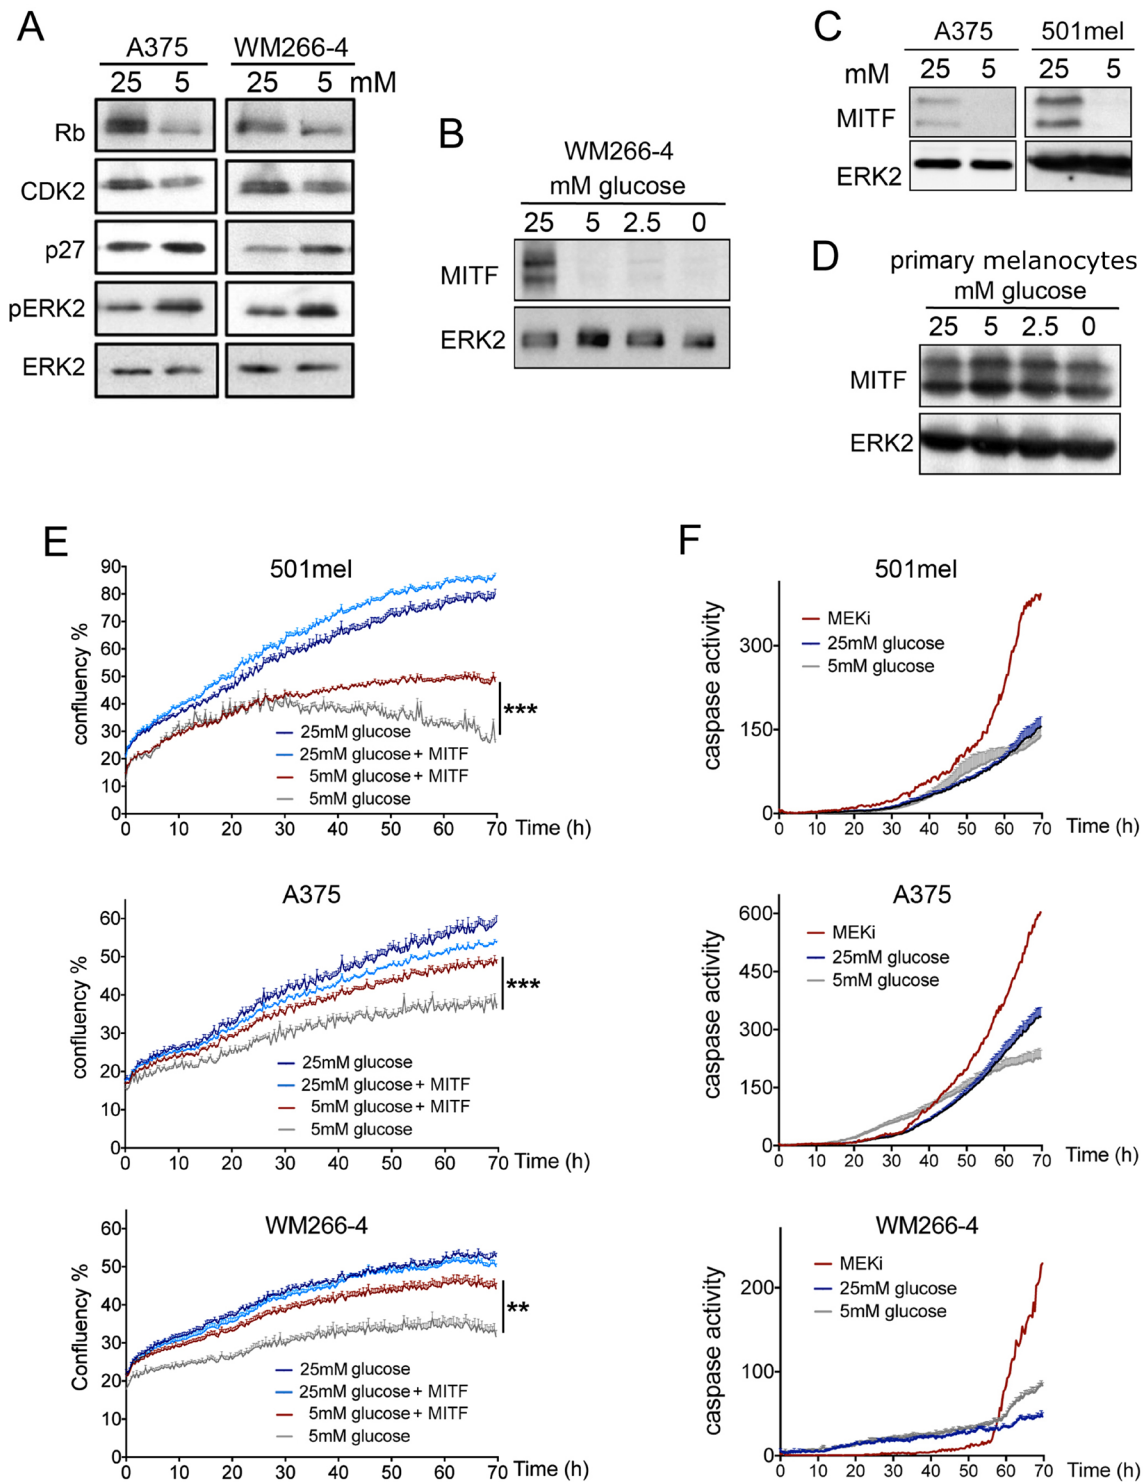 A
A375 WM266-4
25 5 25 5 mM
Rb
CDK2
p27
pERK2
ERK2
B
WM266-4
mM glucose
25 5 2.5 0
MITF
ERK2
C
A375 501mel
mM 25 5 25 5
MITF
ERK2
D
primary melanocytes
mM glucose
25 5 2.5 0
MITF
ERK2
E
501mel
confluency %
90
80
70
60
50
40
30
20
10
0
25mM glucose
25mM glucose + MITF
5mM glucose + MITF
5mM glucose
***
0 10 20 30 40 50 60 70 Time (h)
A375
confluency %
60
50
40
30
20
10
0
25mM glucose
25mM glucose + MITF
5mM glucose + MITF
5mM glucose
***
0 10 20 30 40 50 60 70 Time (h)
WM266-4
Confluency %
60
50
40
30
20
10
0
25mM glucose
25mM glucose + MITF
5mM glucose + MITF
5mM glucose
**
0 10 20 30 40 50 60 70 Time (h)
F
501mel
caspase activity
300
150
0
MEKi
25mM glucose
5mM glucose
0 10 20 30 40 50 60 70 Time (h)
A375
caspase activity
600
450
300
150
0
MEKi
25mM glucose
5mM glucose
0 10 20 30 40 50 60 70 Time (h)
WM266-4
caspase activity
200
100
0
MEKi
25mM glucose
5mM glucose
0 10 20 30 40 50 60 70 Time (h)